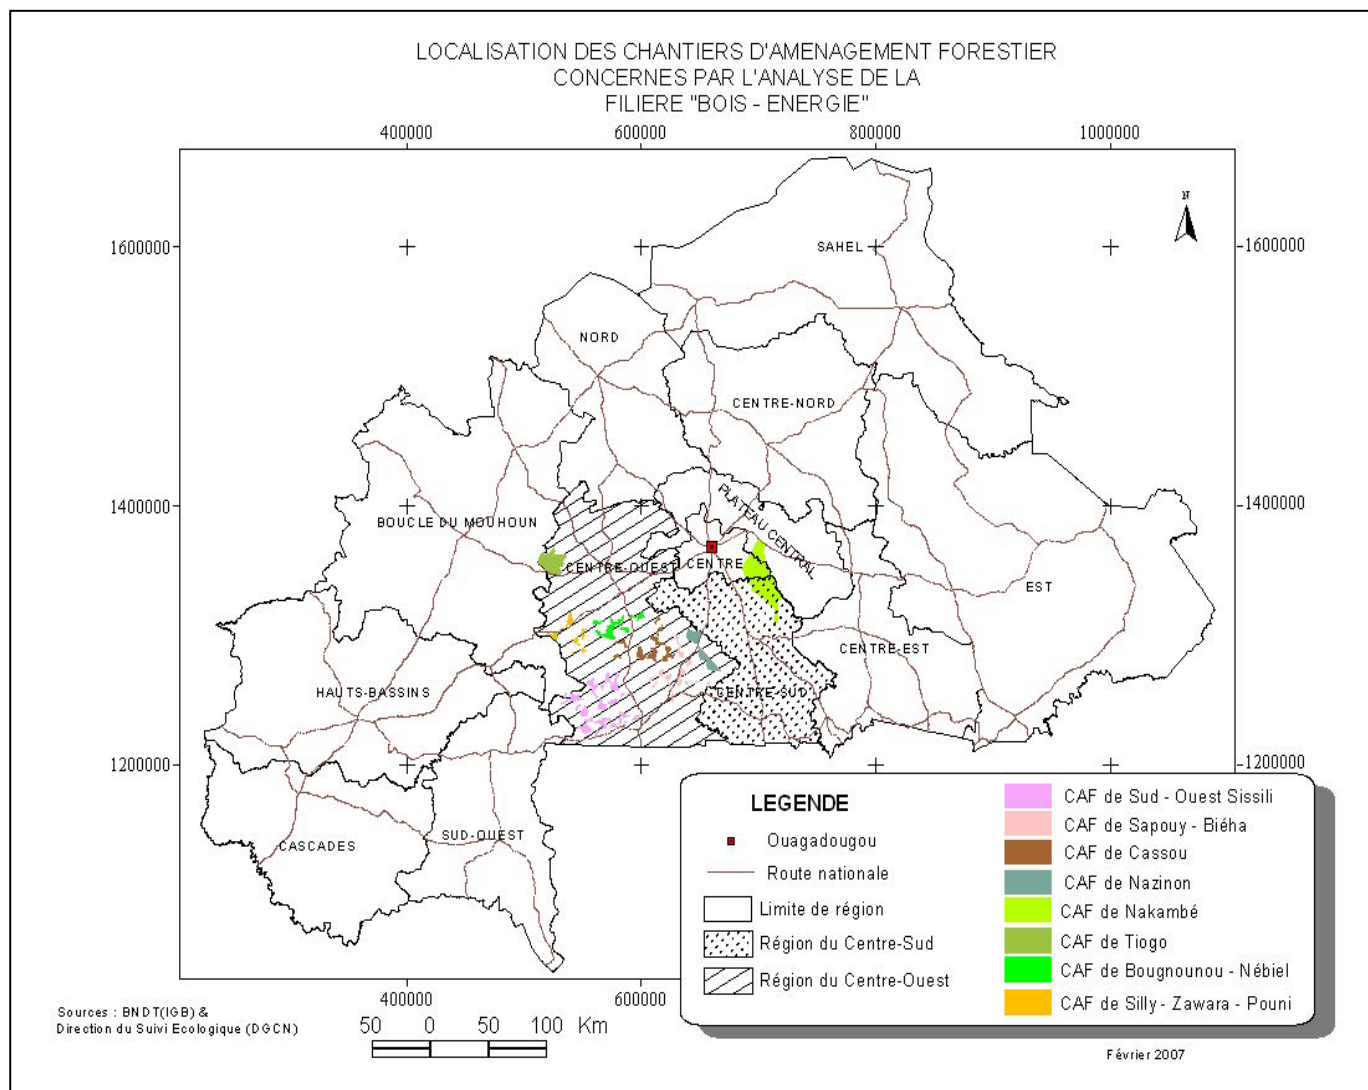 LOCALISATION DES CHANTIERS D'AMENAGEMENT FORESTIER
CONCERNES PAR L'ANALYSE DE LA
FILIERE "BOIS - ENERGIE"
400000 600000 800000 1000000
N
1600000 1600000
SAHEL
NORD
CENTRE-NORD
1400000 1400000
PLATEAU CENTRAL
BOUCLE DU MOUHOUN
CENTRE-OUEST
CENTRE
EST
CENTRE-EST
HAUTS-BASSINS
CENTRE-SUD
1200000 1200000
SUD-OUEST
CASCADES
LEGENDE
Ouagadougou
Route nationale
Limite de région
Région du Centre-Sud
Région du Centre-Ouest
CAF de Sud - Ouest Sissili
CAF de Sapouy - Biéha
CAF de Cassou
CAF de Nazinon
CAF de Nakambé
CAF de Tiogo
CAF de Bougnounou - Nébiel
CAF de Silly - Zawara - Pouni
400000 600000
Sources : BNDT(IGB) &
Direction du Suivi Ecologique (DGCN)
50 0 50 100 Km
Février 2007